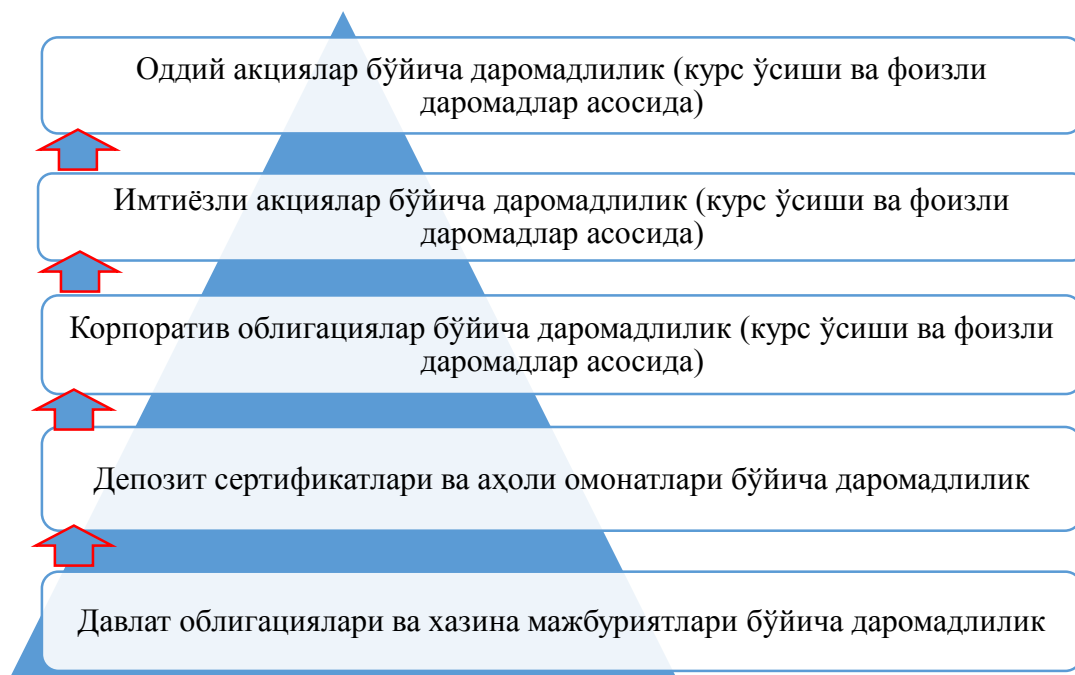 Оддий акциялар бўйича даромадлилик (курс ўсиши ва фоизли
даромадлар асосида)
Имтиёзли акциялар бўйича даромадлилик (курс ўсиши ва фоизли
даромадлар асосида)
Корпоратив облигациялар бўйича даромадлилик (курс ўсиши ва фоизли
даромадлар асосида)
Депозит сертификатлари ва аҳоли омонатлари бўйича даромадлилик
Давлат облигациялари ва хазина мажбуриятлари бўйича даромадлилик